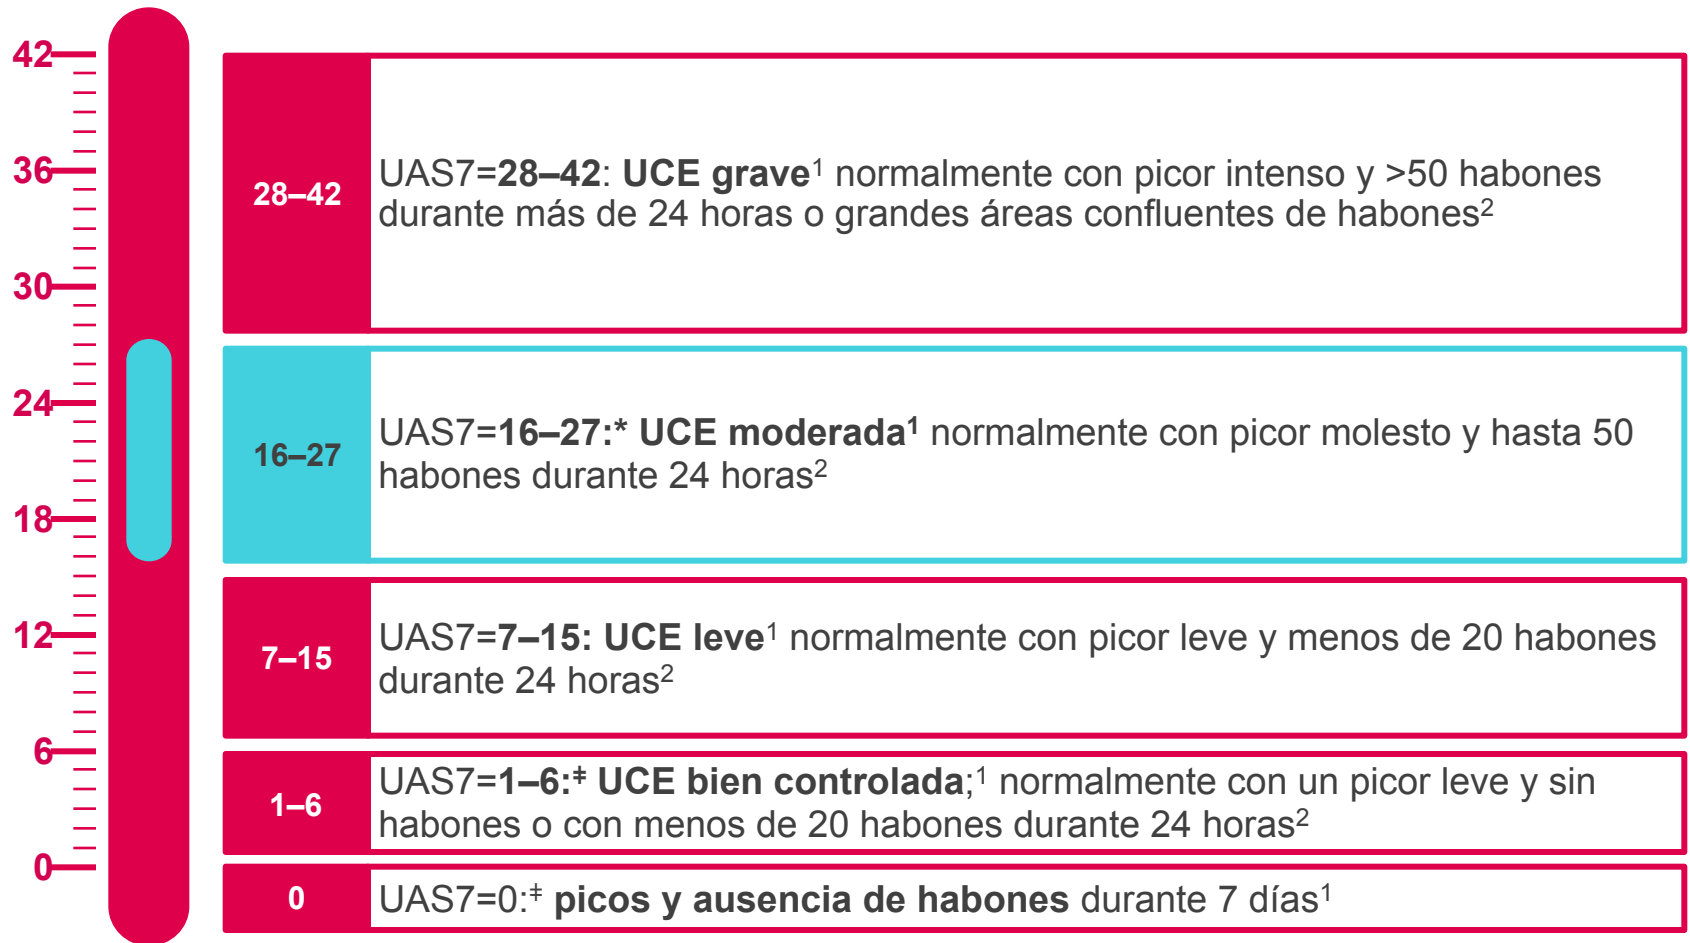 42
36
30
24
18
12
6
0
28–42
UAS7=28–42: UCE grave¹ normalmente con picor intenso y >50 habones
durante más de 24 horas o grandes áreas confluentes de habones²
16–27
UAS7=16–27:* UCE moderada¹ normalmente con picor molesto y hasta 50
habones durante 24 horas²
7–15
UAS7=7–15: UCE leve¹ normalmente con picor leve y menos de 20 habones
durante 24 horas²
1–6
UAS7=1–6:ǂ UCE bien controlada;¹ normalmente con un picor leve y sin
habones o con menos de 20 habones durante 24 horas²
0
UAS7=0:ǂ picos y ausencia de habones durante 7 días¹